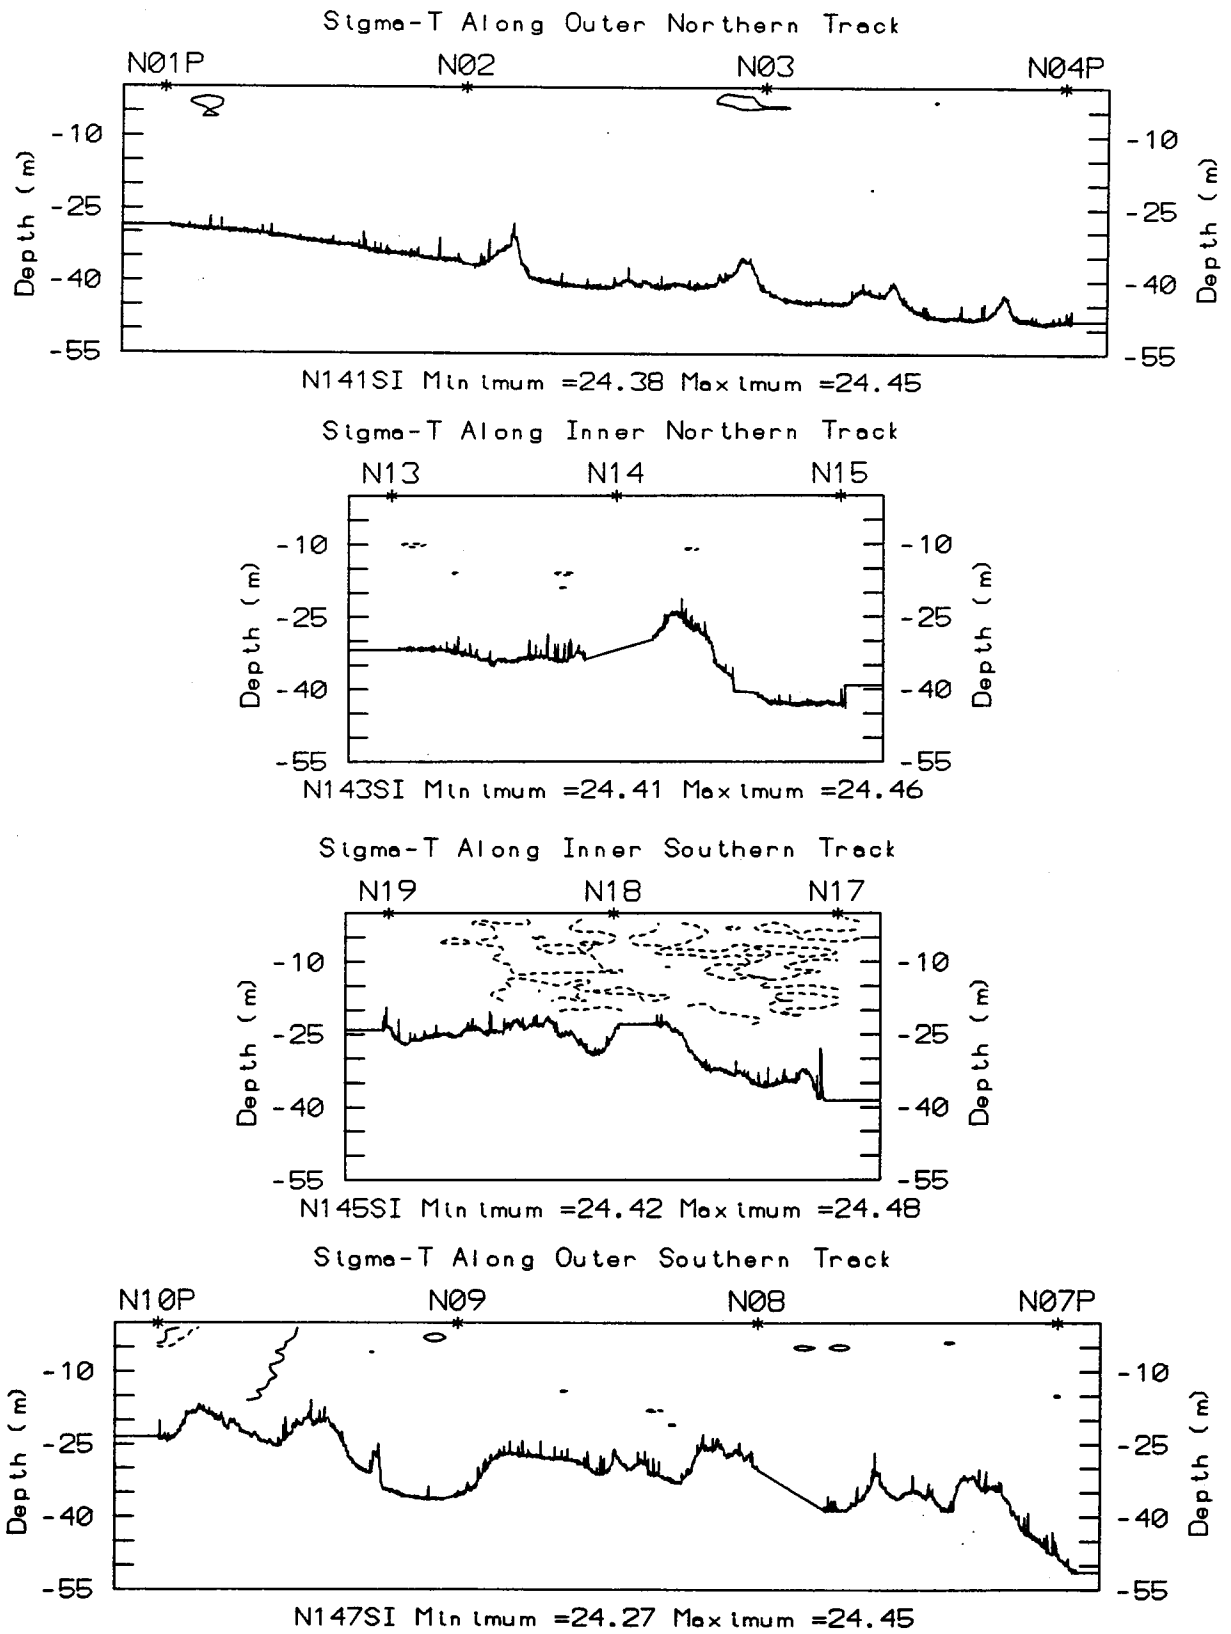 Sigma-T Along Outer Northern Track
N01P N02 N03 N04P
-10 -10
-25 -25
-40 -40
-55 -55
Depth (m) Depth (m)
N141SI Minimum =24.38 Maximum =24.45
Sigma-T Along Inner Northern Track
N13 N14 N15
-10 -10
-25 -25
-40 -40
-55 -55
Depth (m) Depth (m)
N143SI Minimum =24.41 Maximum =24.46
Sigma-T Along Inner Southern Track
N19 N18 N17
-10 -10
-25 -25
-40 -40
-55 -55
Depth (m) Depth (m)
N145SI Minimum =24.42 Maximum =24.48
Sigma-T Along Outer Southern Track
N10P N09 N08 N07P
-10 -10
-25 -25
-40 -40
-55 -55
Depth (m) Depth (m)
N147SI Minimum =24.27 Maximum =24.45